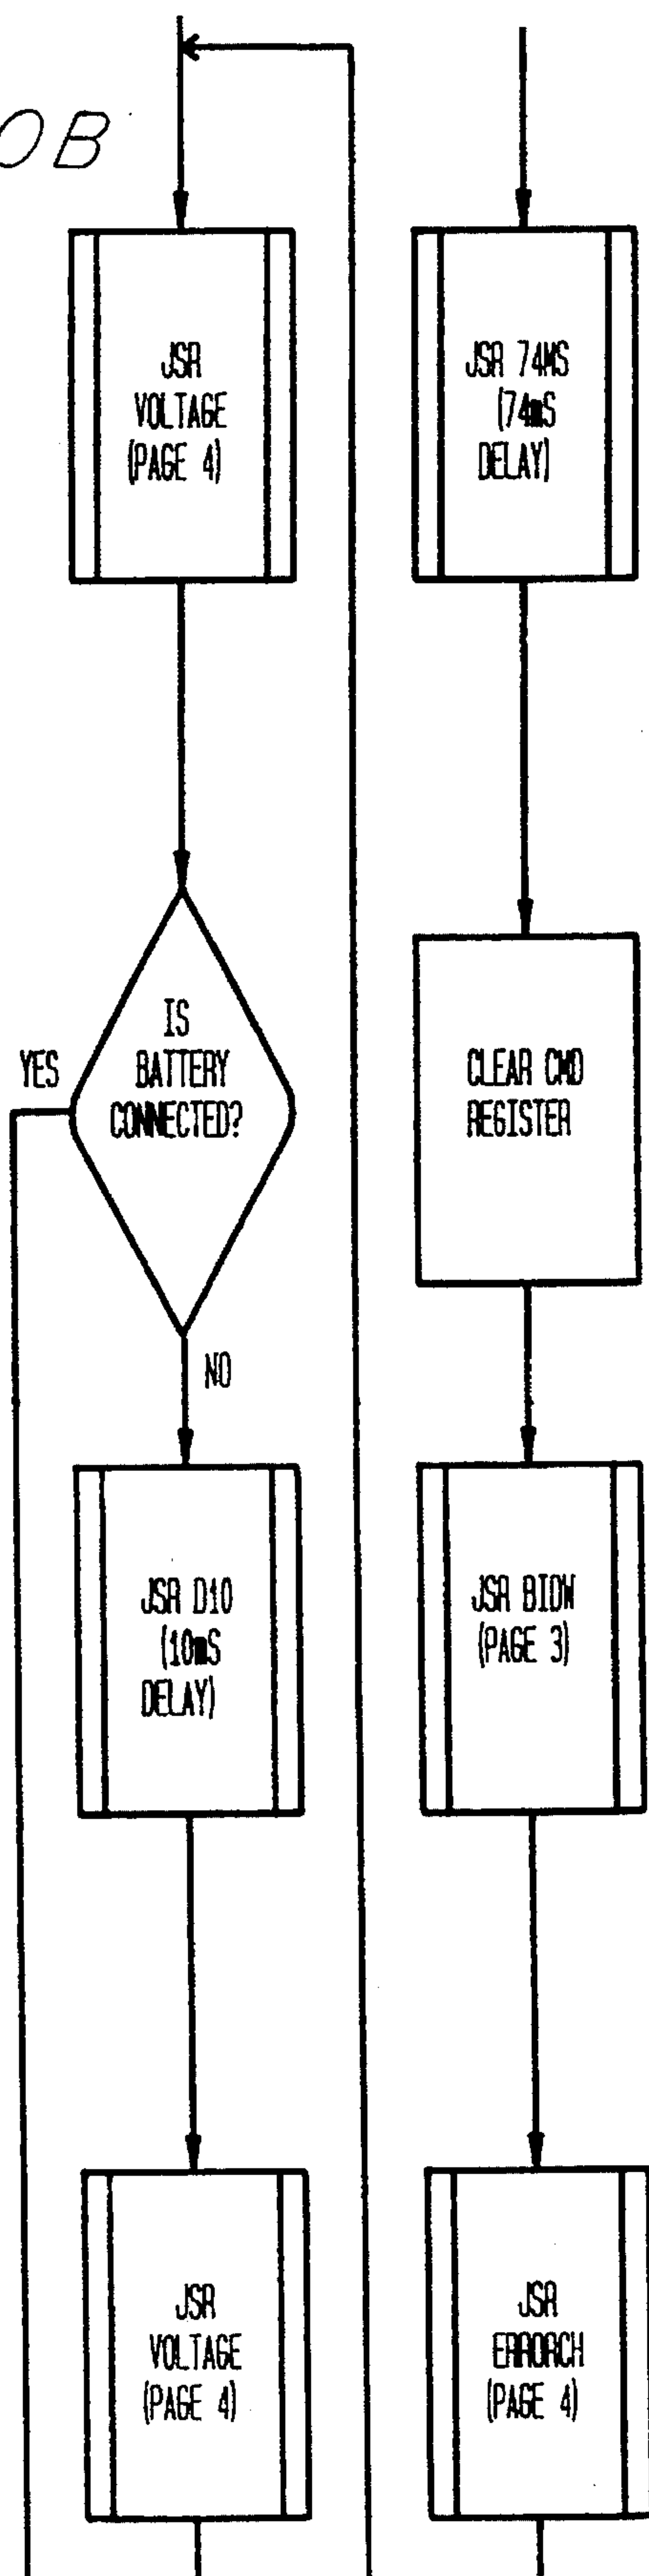 0B
JSR
VOLTAGE
(PAGE 4)
IS
BATTERY
CONNECTED?
YES
NO
JSR D10
(10mS
DELAY)
JSR
VOLTAGE
(PAGE 4)
JSR 74MS
(74mS
DELAY)
CLEAR CMD
REGISTER
JSR BIDW
(PAGE 3)
JSR
ERRORCH
(PAGE 4)